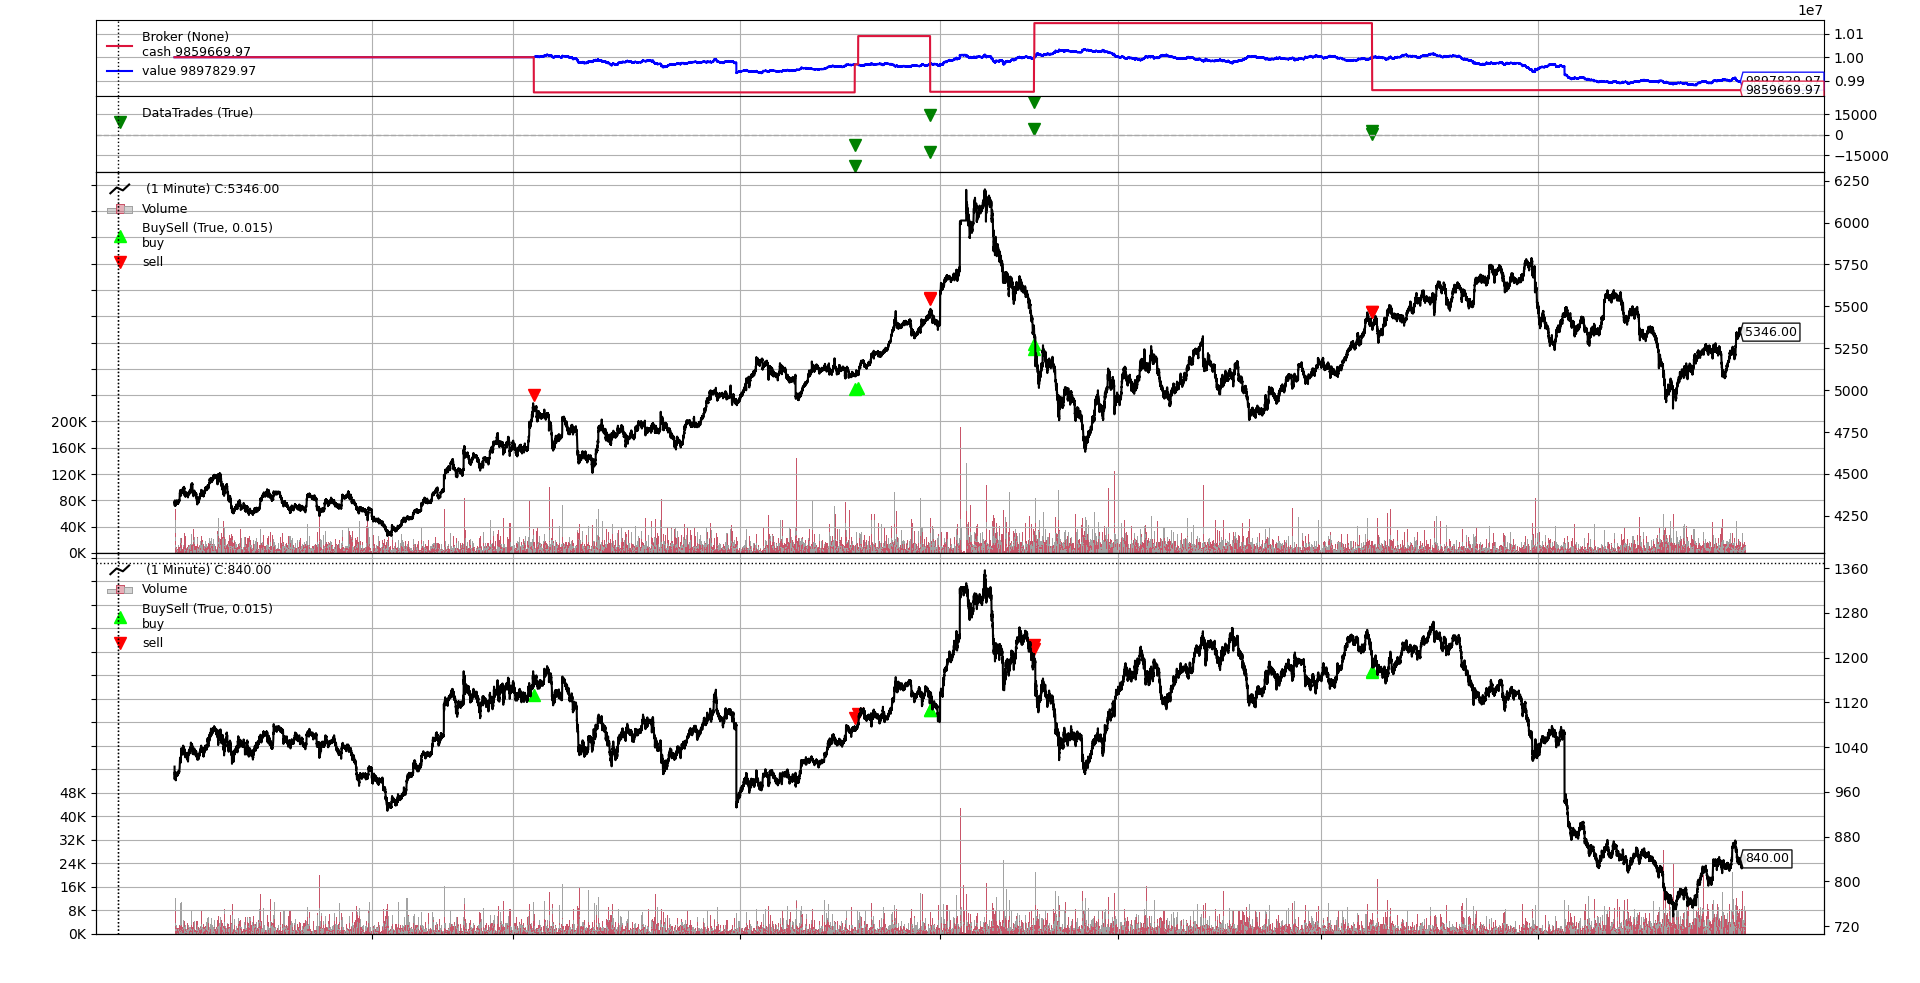 1e7
Broker (None)
cash 9859669.97
value 9897829.97
1.01
1.00
0.99
9897829.97
9859669.97
DataTrades (True)
15000
0
−15000
(1 Minute) C:5346.00
Volume
BuySell (True, 0.015)
buy
sell
6250
6000
5750
5500
5250
5000
4750
4500
4250
5346.00
200K
160K
120K
80K
40K
0K
(1 Minute) C:840.00
Volume
BuySell (True, 0.015)
buy
sell
1360
1280
1200
1120
1040
960
880
800
720
840.00
48K
40K
32K
24K
16K
8K
0K